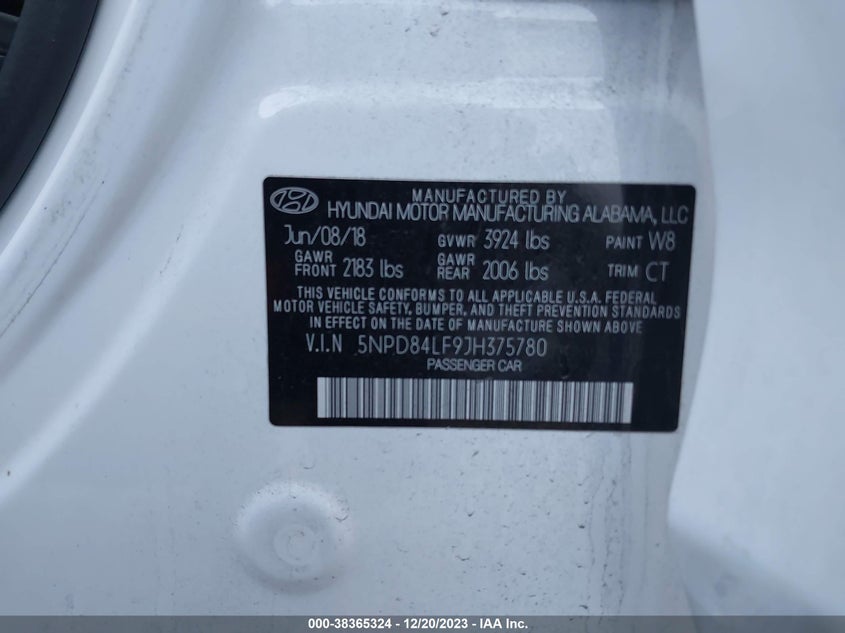 MANUFACTURED BY
HYUNDAI MOTOR MANUFACTURING ALABAMA, LLC
Jun/08/18 GVWR 3924 lbs PAINT W8
GAWR FRONT 2183 lbs GAWR REAR 2006 lbs TRIM CT
THIS VEHICLE CONFORMS TO ALL APPLICABLE U.S.A. FEDERAL
MOTOR VEHICLE SAFETY, BUMPER, AND THEFT PREVENTION STANDARDS
IN EFFECT ON THE DATE OF MANUFACTURE SHOWN ABOVE
V.I.N 5NPD84LF9JH375780
PASSENGER CAR
000-38365324 - 12/20/2023 - IAA Inc.